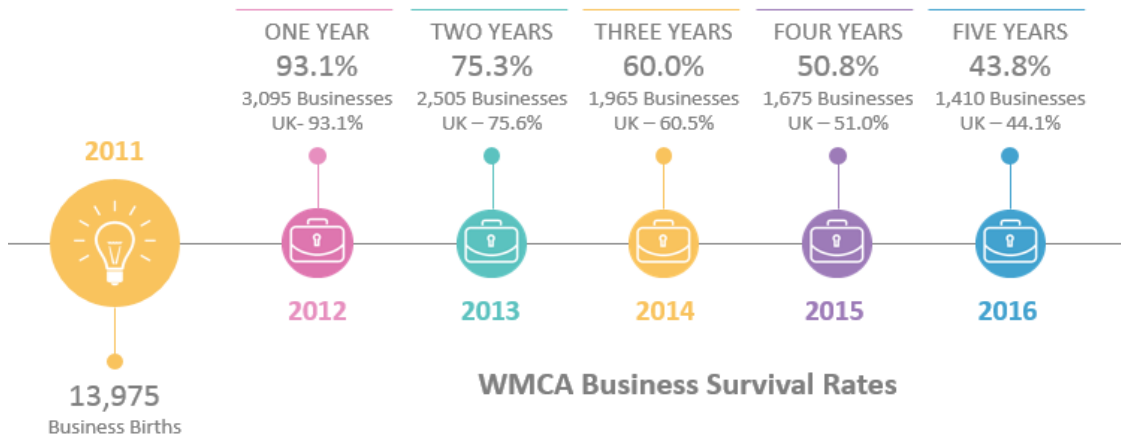 2011
13,975
Business Births
ONE YEAR
93.1%
3,095 Businesses
UK- 93.1%
2012
TWO YEARS
75.3%
2,505 Businesses
UK – 75.6%
2013
THREE YEARS
60.0%
1,965 Businesses
UK – 60.5%
2014
FOUR YEARS
50.8%
1,675 Businesses
UK – 51.0%
2015
FIVE YEARS
43.8%
1,410 Businesses
UK – 44.1%
2016
WMCA Business Survival Rates